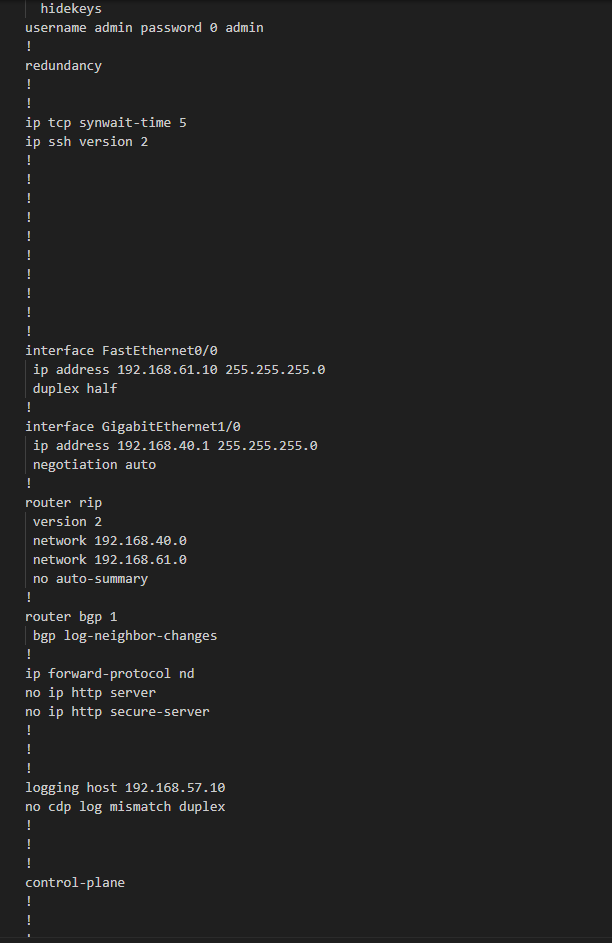 hidekeys
username admin password 0 admin
!
redundancy
!
!
ip tcp synwait-time 5
ip ssh version 2
!
!
!
!
!
!
!
!
!
!
interface FastEthernet0/0
ip address 192.168.61.10 255.255.255.0
duplex half
!
interface GigabitEthernet1/0
ip address 192.168.40.1 255.255.255.0
negotiation auto
!
router rip
version 2
network 192.168.40.0
network 192.168.61.0
no auto-summary
!
router bgp 1
bgp log-neighbor-changes
!
ip forward-protocol nd
no ip http server
no ip http secure-server
!
!
!
logging host 192.168.57.10
no cdp log mismatch duplex
!
!
!
control-plane
!
!
!